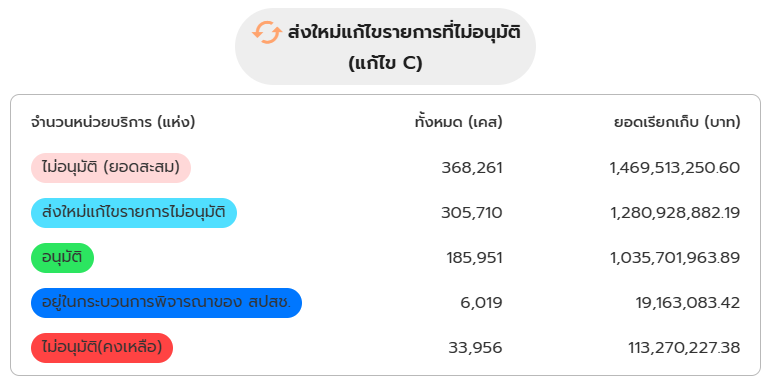 ส่งใหม่แก้ไขรายการที่ไม่อนุมัติ
(แก้ไข C)
จำนวนหน่วยบริการ (แห่ง) ทั้งหมด (เคส) ยอดเรียกเก็บ (บาท)
ไม่อนุมัติ (ยอดสะสม) 368,261 1,469,513,250.60
ส่งใหม่แก้ไขรายการไม่อนุมัติ 305,710 1,280,928,882.19
อนุมัติ 185,951 1,035,701,963.89
อยู่ในกระบวนการพิจารณาของ สปสช. 6,019 19,163,083.42
ไม่อนุมัติ(คงเหลือ) 33,956 113,270,227.38